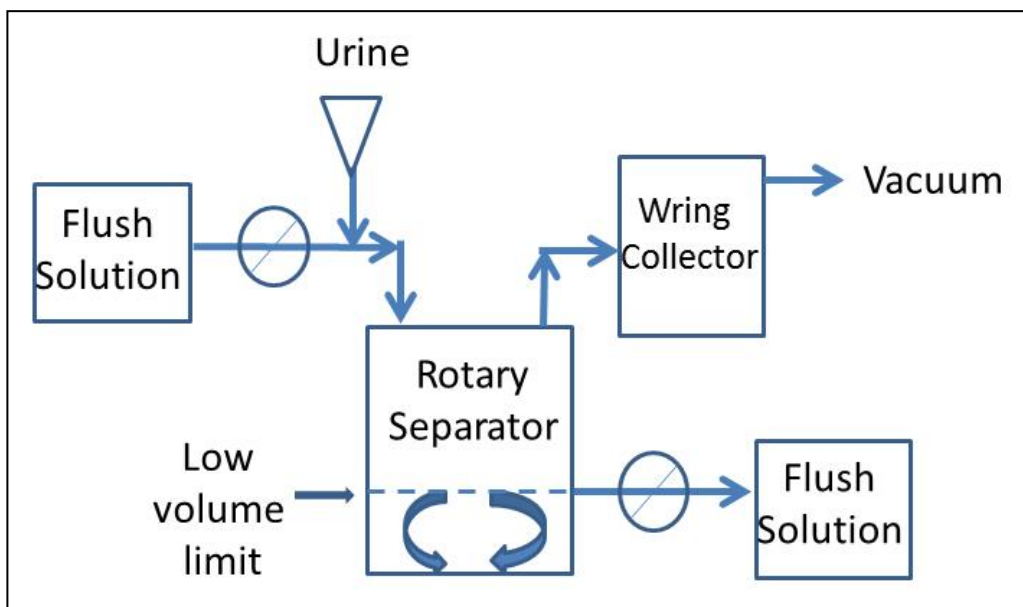 Urine
Flush
Solution
Wring
Collector
Vacuum
Rotary
Separator
Low
volume
limit
Flush
Solution